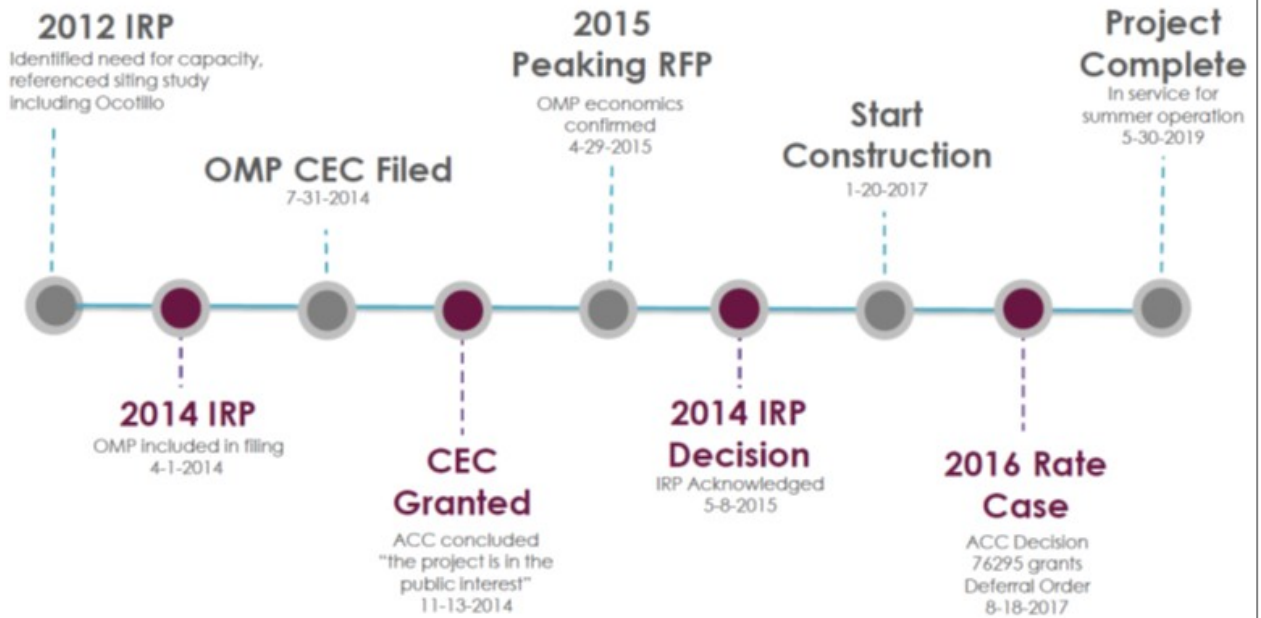 2012 IRP
Identified need for capacity,
referenced siting study
including Ocotillo
2014 IRP
OMP included in filing
4-1-2014
OMP CEC Filed
7-31-2014
CEC
Granted
ACC concluded
"the project is in the
public interest"
11-13-2014
2015
Peaking RFP
OMP economics
confirmed
4-29-2015
2014 IRP
Decision
IRP Acknowledged
5-8-2015
Start
Construction
1-20-2017
2016 Rate
Case
ACC Decision
76295 grants
Deferral Order
8-18-2017
Project
Complete
In service for
summer operation
5-30-2019